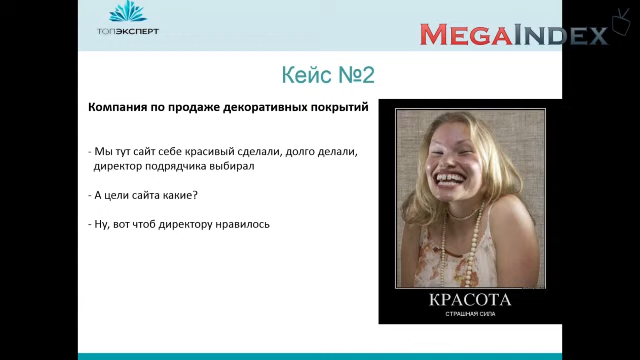 ТОПЭКСПЕРТ
MEGAINDEX
Кейс №2
Компания по продаже декоративных покрытий
- Мы тут сайт себе красивый сделали, долго делали,
директор подрядчика выбирал
- А цели сайта какие?
- Ну, вот чтоб директору нравилось
КРАСОТА
СТРАШНАЯ СИЛА